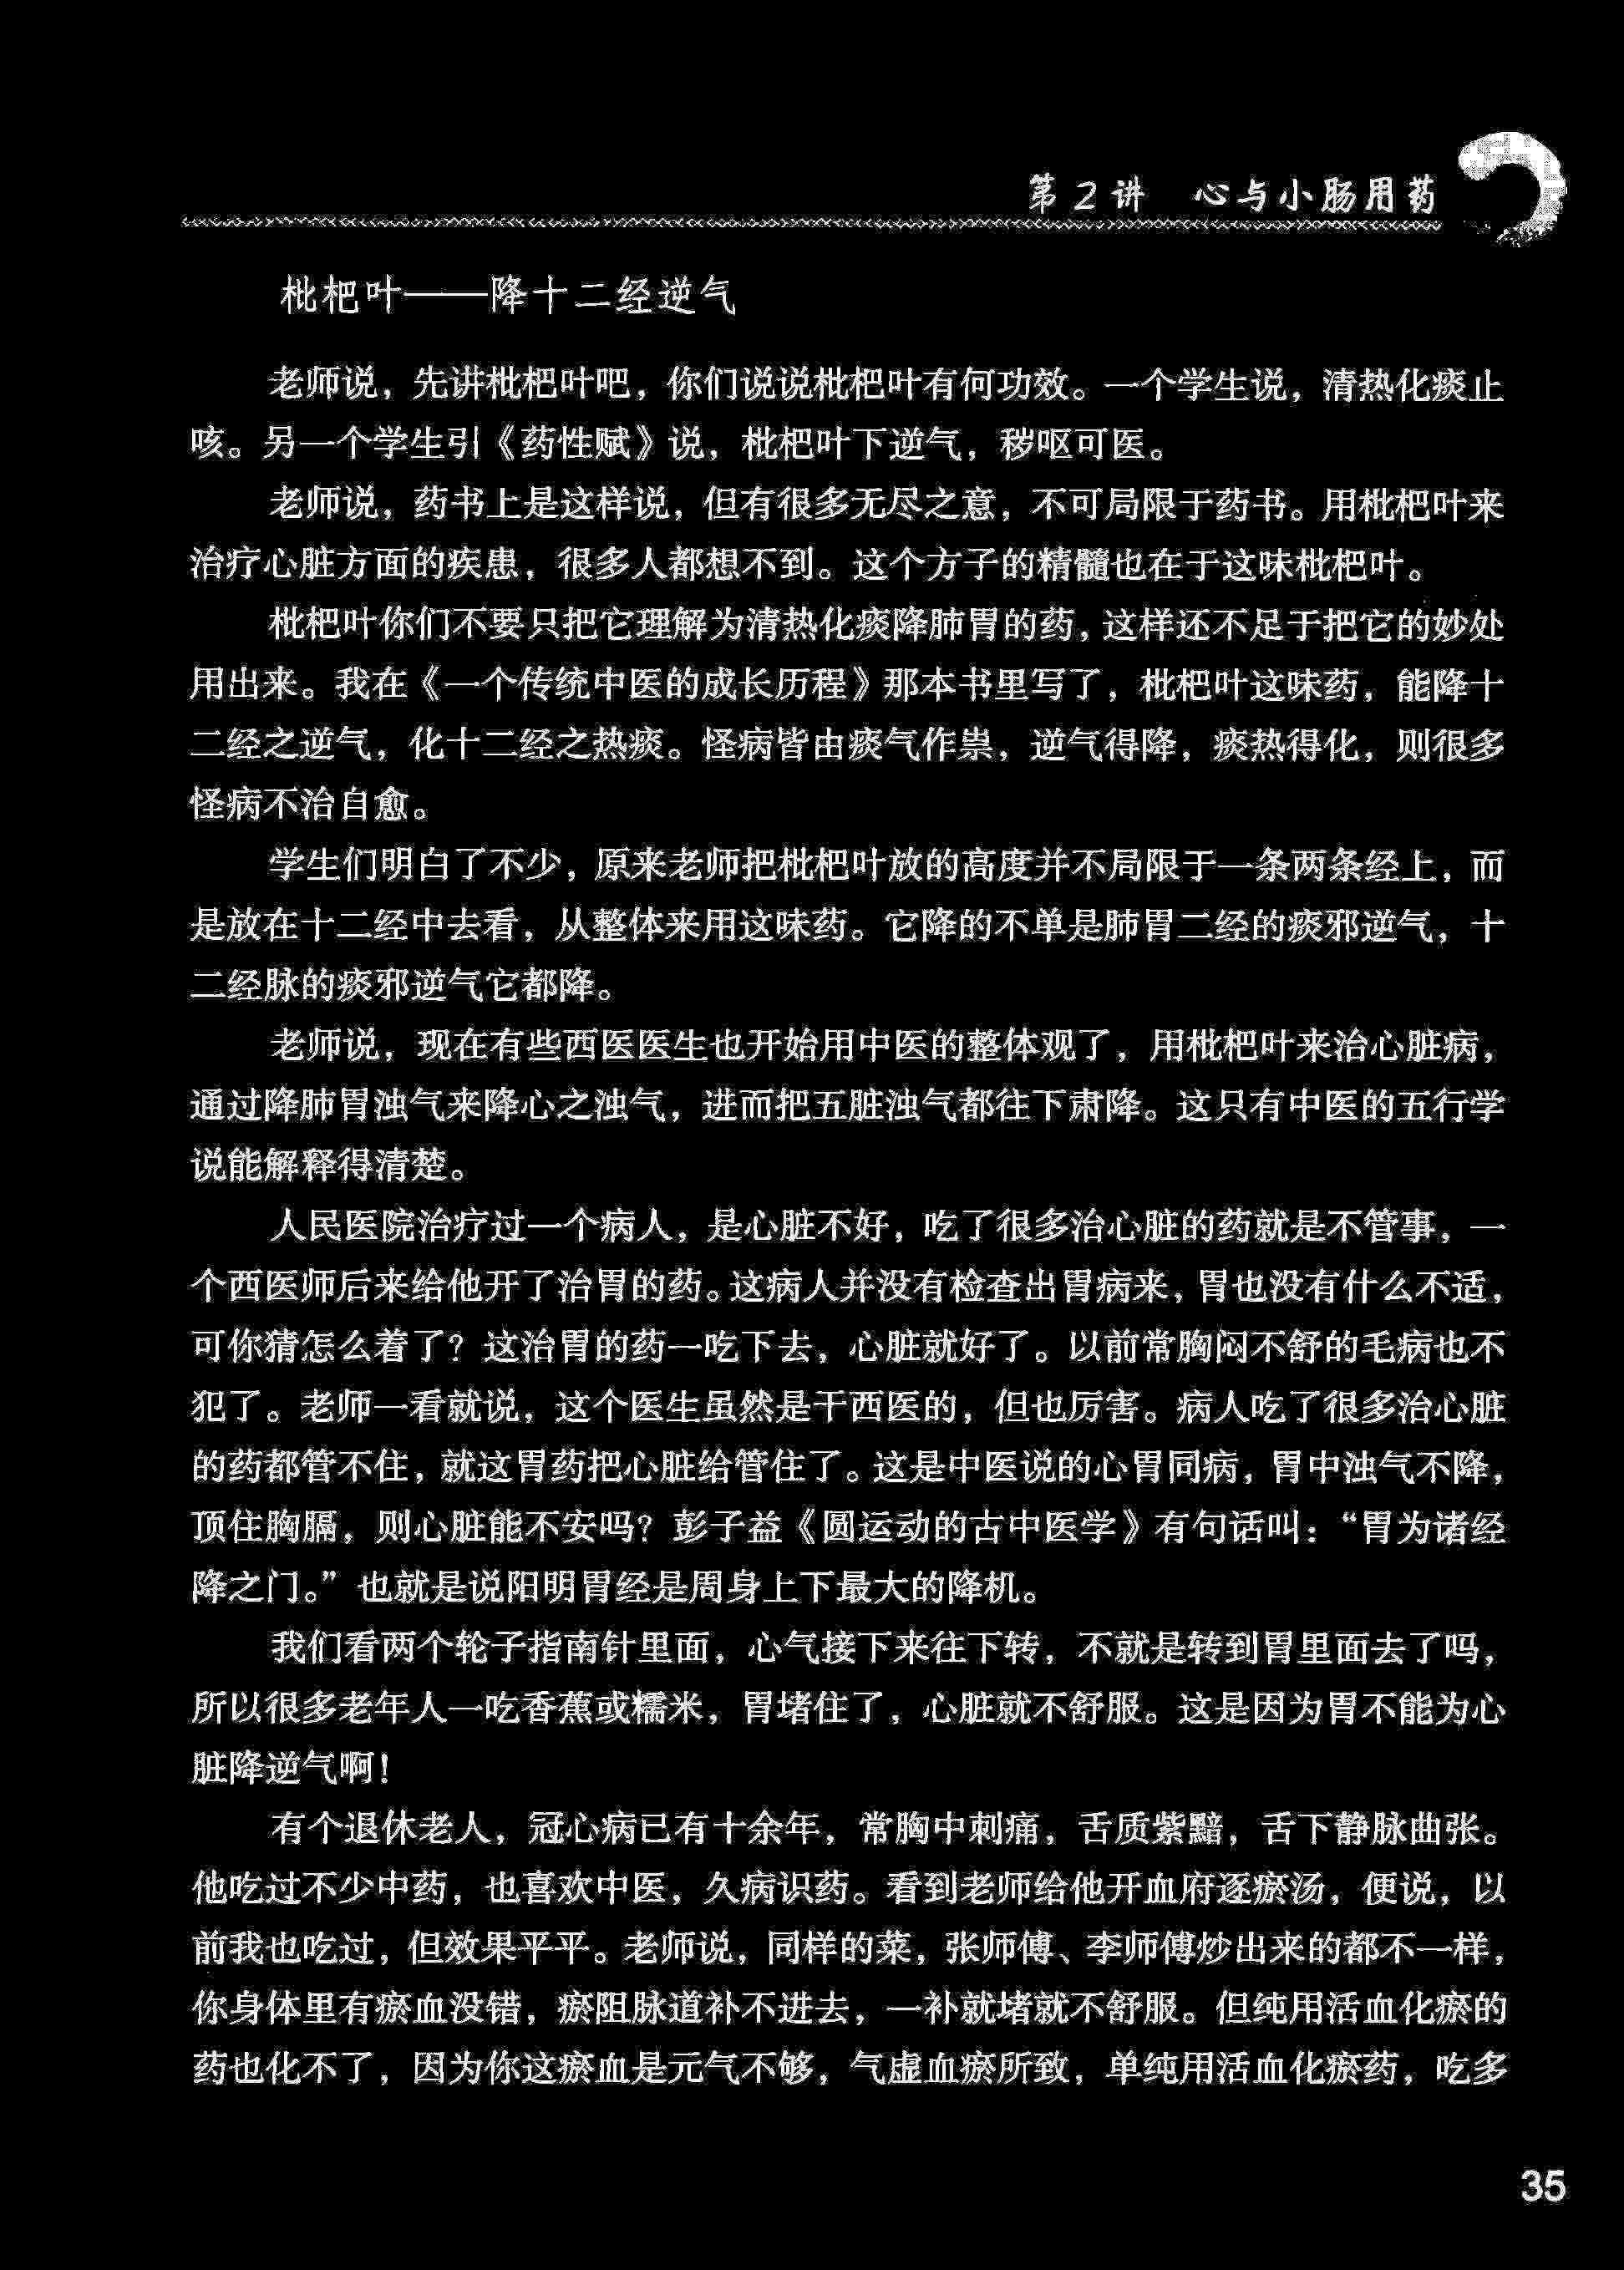 第2讲 心与小肠用药
枇杷叶——降十二经逆气
老师说，先讲枇杷叶吧，你们说说枇杷叶有何功效。一个学生说，清热化痰止
咳。另一个学生引《药性赋》说，枇杷叶下逆气，秽呕可医。
老师说，药书上是这样说，但有很多无尽之意，不可局限于药书。用枇杷叶来
治疗心脏方面的疾患，很多人都想不到。这个方子的精髓也在于这味枇杷叶。
枇杷叶你们不要只把它理解为清热化痰降肺胃的药，这样还不足于把它的妙处
用出来。我在《一个传统中医的成长历程》那本书里写了，枇杷叶这味药，能降十
二经之逆气，化十二经之热痰。怪病皆由痰气作祟，逆气得降，痰热得化，则很多
怪病不治自愈。
学生们明白了不少，原来老师把枇杷叶放的高度并不局限于一条两条经上，而
是放在十二经中去看，从整体来用这味药。它降的不单是肺胃二经的痰邪逆气，十
二经脉的痰邪逆气它都降。
老师说，现在有些西医医生也开始用中医的整体观了，用枇杷叶来治心脏病，
通过降肺胃浊气来降心之浊气，进而把五脏浊气都往下肃降。这只有中医的五行学
说能解释得清楚。
人民医院治疗过一个病人，是心脏不好，吃了很多治心脏的药就是不管事，一
个西医师后来给他开了治胃的药。这病人并没有检查出胃病来，胃也没有什么不适，
可你猜怎么着了？这治胃的药一吃下去，心脏就好了。以前常胸闷不舒的毛病也不
犯了。老师一看就说，这个医生虽然是干西医的，但也厉害。病人吃了很多治心脏
的药都管不住，就这胃药把心脏给管住了。这是中医说的心胃同病，胃中浊气不降，
顶住胸膈，则心脏能不安吗？彭子益《圆运动的古中医学》有句话叫：“胃为诸经
降之门。”也就是说阳明胃经是周身上下最大的降机。
我们看两个轮子指南针里面，心气接下来往下转，不就是转到胃里面去了吗，
所以很多老年人一吃香蕉或糯米，胃堵住了，心脏就不舒服。这是因为胃不能为心
脏降逆气啊！
有个退休老人，冠心病已有十余年，常胸中刺痛，舌质紫黯，舌下静脉曲张。
他吃过不少中药，也喜欢中医，久病识药。看到老师给他开血府逐瘀汤，便说，以
前我也吃过，但效果平平。老师说，同样的菜，张师傅、李师傅炒出来的都不一样，
你身体里有瘀血没错，瘀阻脉道补不进去，一补就堵就不舒服。但纯用活血化瘀的
药也化不了，因为你这瘀血是元气不够，气虚血瘀所致，单纯用活血化瘀药，吃多
35